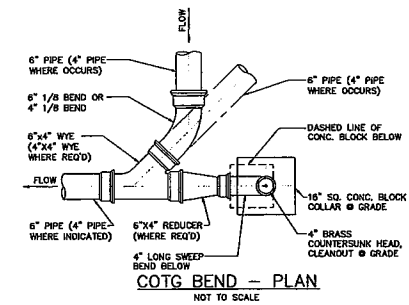 FLOW
6" PIPE (4" PIPE
WHERE OCCURS)
6" 1/8 BEND OR
4" 1/8 BEND
6"x4" WYE
(4"X4" WYE
WHERE REQ'D)
FLOW
6" PIPE (4" PIPE
WHERE INDICATED)
6"X4" REDUCER
(WHERE REQ'D)
4" LONG SWEEP
BEND BELOW
6" PIPE (4" PIPE
WHERE OCCURS)
DASHED LINE OF
CONC. BLOCK BELOW
16" SQ. CONC. BLOCK
COLLAR @ GRADE
4" BRASS
COUNTERSUNK HEAD,
CLEANOUT @ GRADE
COTG BEND - PLAN
NOT TO SCALE